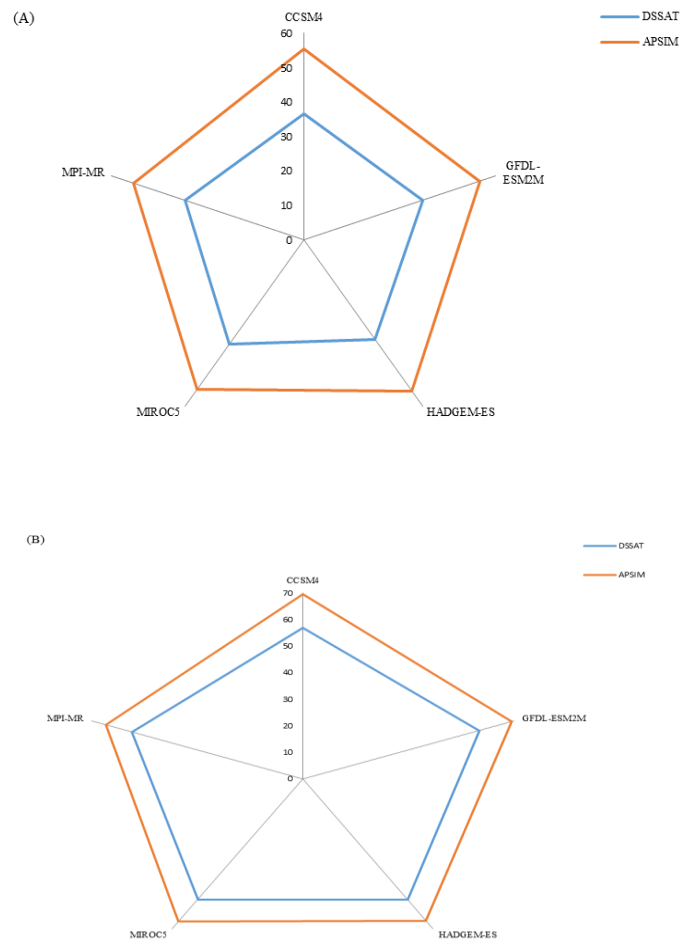 (A)
CCSM4
DSSAT
APSIM
60
50
40
30
20
10
0
MPI-MR
GFDL-
ESM2M
MIROC5
HADGEM-ES
(B)
DSSAT
APSIM
CCSM4
70
60
50
40
30
20
10
0
MPI-MR
GFDL-ESM2M
MIROC5
HADGEM-ES